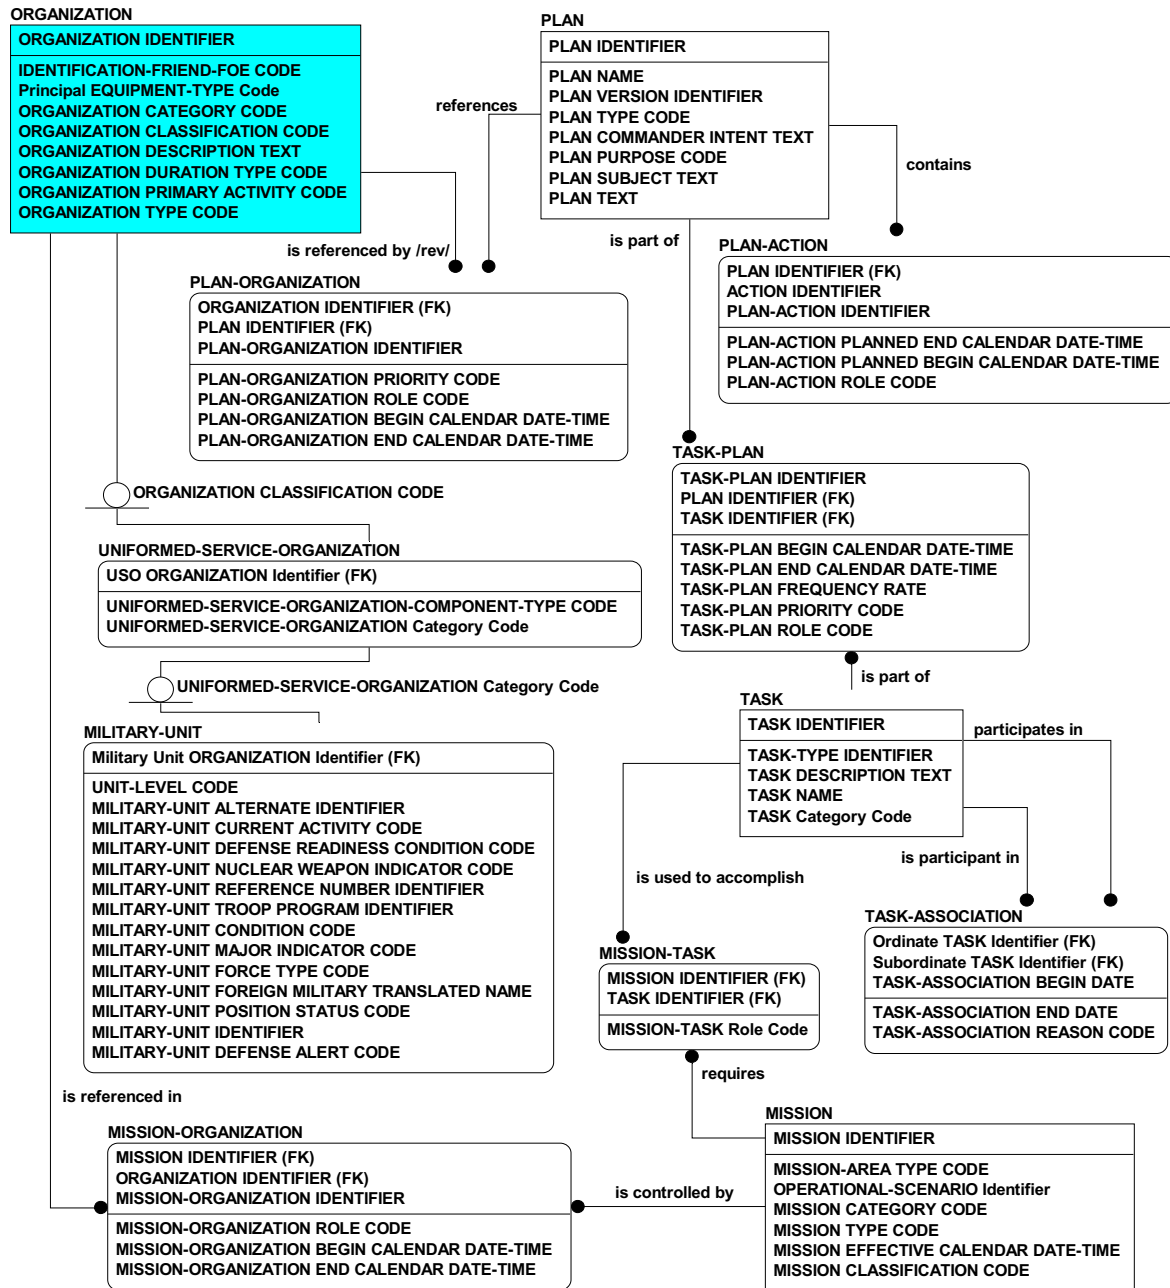 ORGANIZATION
ORGANIZATION IDENTIFIER
IDENTIFICATION-FRIEND-FOE CODE
Principal EQUIPMENT-TYPE Code
ORGANIZATION CATEGORY CODE
ORGANIZATION CLASSIFICATION CODE
ORGANIZATION DESCRIPTION TEXT
ORGANIZATION DURATION TYPE CODE
ORGANIZATION PRIMARY ACTIVITY CODE
ORGANIZATION TYPE CODE
PLAN
PLAN IDENTIFIER
PLAN NAME
PLAN VERSION IDENTIFIER
PLAN TYPE CODE
PLAN COMMANDER INTENT TEXT
PLAN PURPOSE CODE
PLAN SUBJECT TEXT
PLAN TEXT
references
contains
is referenced by /rev/
is part of
PLAN-ORGANIZATION
ORGANIZATION IDENTIFIER (FK)
PLAN IDENTIFIER (FK)
PLAN-ORGANIZATION IDENTIFIER
PLAN-ORGANIZATION PRIORITY CODE
PLAN-ORGANIZATION ROLE CODE
PLAN-ORGANIZATION BEGIN CALENDAR DATE-TIME
PLAN-ORGANIZATION END CALENDAR DATE-TIME
PLAN-ACTION
PLAN IDENTIFIER (FK)
ACTION IDENTIFIER
PLAN-ACTION IDENTIFIER
PLAN-ACTION PLANNED END CALENDAR DATE-TIME
PLAN-ACTION PLANNED BEGIN CALENDAR DATE-TIME
PLAN-ACTION ROLE CODE
TASK-PLAN
TASK-PLAN IDENTIFIER
PLAN IDENTIFIER (FK)
TASK IDENTIFIER (FK)
TASK-PLAN BEGIN CALENDAR DATE-TIME
TASK-PLAN END CALENDAR DATE-TIME
TASK-PLAN FREQUENCY RATE
TASK-PLAN PRIORITY CODE
TASK-PLAN ROLE CODE
ORGANIZATION CLASSIFICATION CODE
UNIFORMED-SERVICE-ORGANIZATION
USO ORGANIZATION Identifier (FK)
UNIFORMED-SERVICE-ORGANIZATION-COMPONENT-TYPE CODE
UNIFORMED-SERVICE-ORGANIZATION Category Code
UNIFORMED-SERVICE-ORGANIZATION Category Code
is part of
TASK
TASK IDENTIFIER
TASK-TYPE IDENTIFIER
TASK DESCRIPTION TEXT
TASK NAME
TASK Category Code
participates in
is participant in
is used to accomplish
MILITARY-UNIT
Military Unit ORGANIZATION Identifier (FK)
UNIT-LEVEL CODE
MILITARY-UNIT ALTERNATE IDENTIFIER
MILITARY-UNIT CURRENT ACTIVITY CODE
MILITARY-UNIT DEFENSE READINESS CONDITION CODE
MILITARY-UNIT NUCLEAR WEAPON INDICATOR CODE
MILITARY-UNIT REFERENCE NUMBER IDENTIFIER
MILITARY-UNIT TROOP PROGRAM IDENTIFIER
MILITARY-UNIT CONDITION CODE
MILITARY-UNIT MAJOR INDICATOR CODE
MILITARY-UNIT FORCE TYPE CODE
MILITARY-UNIT FOREIGN MILITARY TRANSLATED NAME
MILITARY-UNIT POSITION STATUS CODE
MILITARY-UNIT IDENTIFIER
MILITARY-UNIT DEFENSE ALERT CODE
TASK-ASSOCIATION
Ordinate TASK Identifier (FK)
Subordinate TASK Identifier (FK)
TASK-ASSOCIATION BEGIN DATE
TASK-ASSOCIATION END DATE
TASK-ASSOCIATION REASON CODE
MISSION-TASK
MISSION IDENTIFIER (FK)
TASK IDENTIFIER (FK)
MISSION-TASK Role Code
requires
is referenced in
MISSION-ORGANIZATION
MISSION IDENTIFIER (FK)
ORGANIZATION IDENTIFIER (FK)
MISSION-ORGANIZATION IDENTIFIER
MISSION-ORGANIZATION ROLE CODE
MISSION-ORGANIZATION BEGIN CALENDAR DATE-TIME
MISSION-ORGANIZATION END CALENDAR DATE-TIME
is controlled by
MISSION
MISSION IDENTIFIER
MISSION-AREA TYPE CODE
OPERATIONAL-SCENARIO Identifier
MISSION CATEGORY CODE
MISSION TYPE CODE
MISSION EFFECTIVE CALENDAR DATE-TIME
MISSION CLASSIFICATION CODE